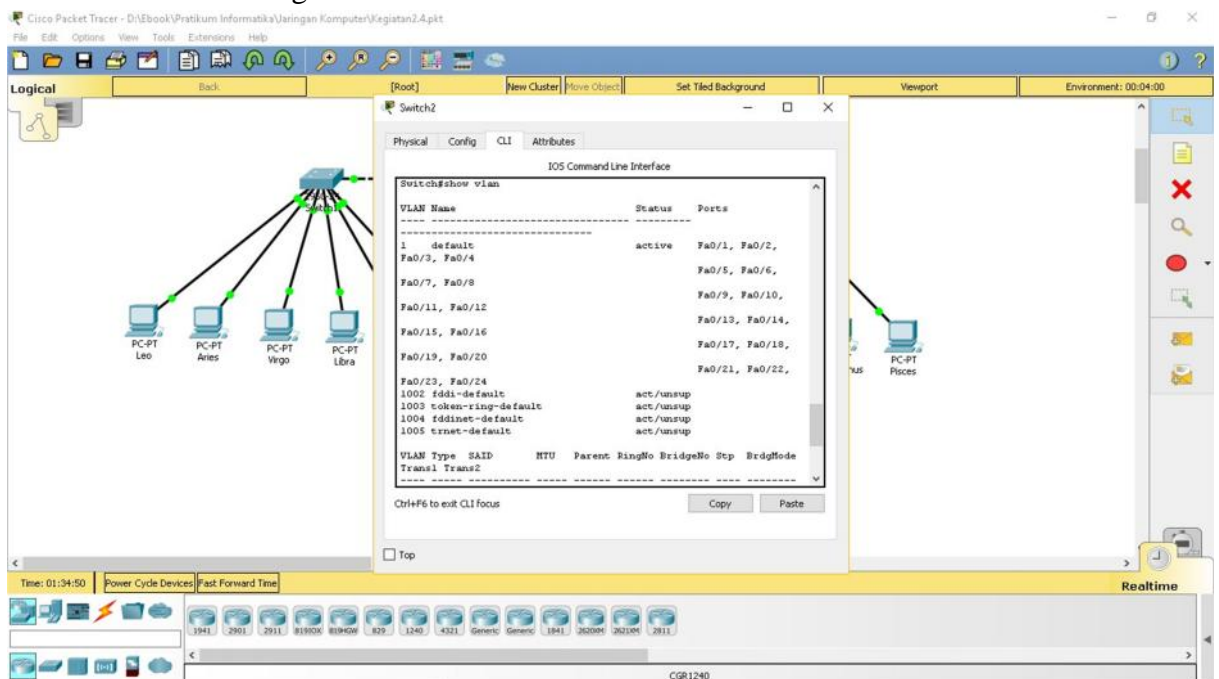 Cisco Packet Tracer - D:\Ebook\Pratikum Informatika\Jaringan Komputer\Kegiatan2.4.pkt
File Edit Options View Tools Extensions Help
Logical Back [Root] New Cluster Move Object Set Tiled Background Viewport Environment: 00:04:00
Switch2
Physical Config CLI Attributes
IOS Command Line Interface
Switch#show vlan
VLAN Name Status Ports
---- -------------------------------- ---------
--------------------------------
1 default active Fa0/1, Fa0/2,
Fa0/3, Fa0/4
Fa0/5, Fa0/6,
Fa0/7, Fa0/8
Fa0/9, Fa0/10,
Fa0/11, Fa0/12
Fa0/13, Fa0/14,
Fa0/15, Fa0/16
Fa0/17, Fa0/18,
Fa0/19, Fa0/20
Fa0/21, Fa0/22,
Fa0/23, Fa0/24
1002 fddi-default act/unsup
1003 token-ring-default act/unsup
1004 fddinet-default act/unsup
1005 trnet-default act/unsup
VLAN Type SAID MTU Parent RingNo BridgeNo Stp BrdgMode
Trans1 Trans2
---- ----- ---------- ----- ------ ------ -------- ---- --------
Ctrl+F6 to exit CLI focus Copy Paste
Top
PC-PT
Leo
PC-PT
Aries
PC-PT
Virgo
PC-PT
Libra
PC-PT
Pisces
Time: 01:34:50 Power Cycle Devices Fast Forward Time Realtime
1941 2901 2911 819IOX 819HGW 829 1240 4321 Generic Generic 1841 2620XM 2621XM 2811
CGR1240